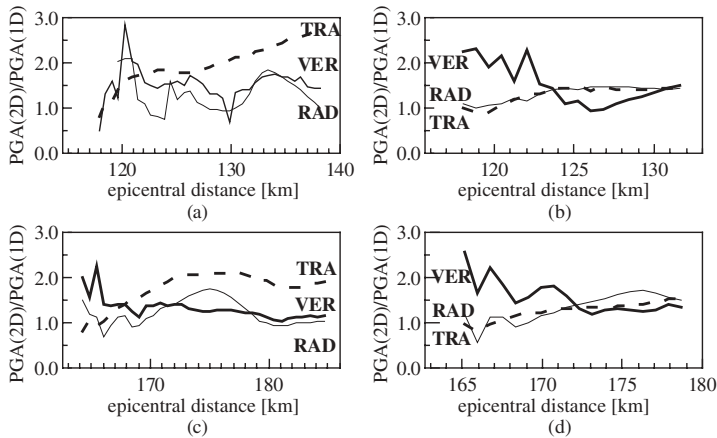 PGA(2D)/PGA(1D)
3.0
2.0
1.0
0.0
TRA
VER
RAD
120 130 140
epicentral distance [km]
(a)
PGA(2D)/PGA(1D)
3.0
2.0
1.0
0.0
VER
RAD
TRA
120 125 130
epicentral distance [km]
(b)
PGA(2D)/PGA(1D)
3.0
2.0
1.0
0.0
TRA
VER
RAD
170 180
epicentral distance [km]
(c)
PGA(2D)/PGA(1D)
3.0
2.0
1.0
0.0
VER
RAD
TRA
165 170 175 180
epicentral distance [km]
(d)